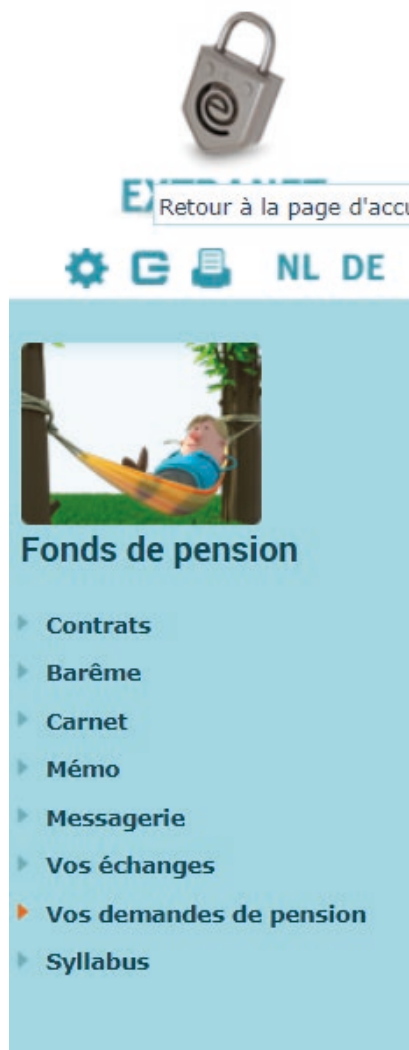 Retour à la page d'accu
NL DE
Fonds de pension
Contrats
Barême
Carnet
Mémo
Messagerie
Vos échanges
Vos demandes de pension
Syllabus